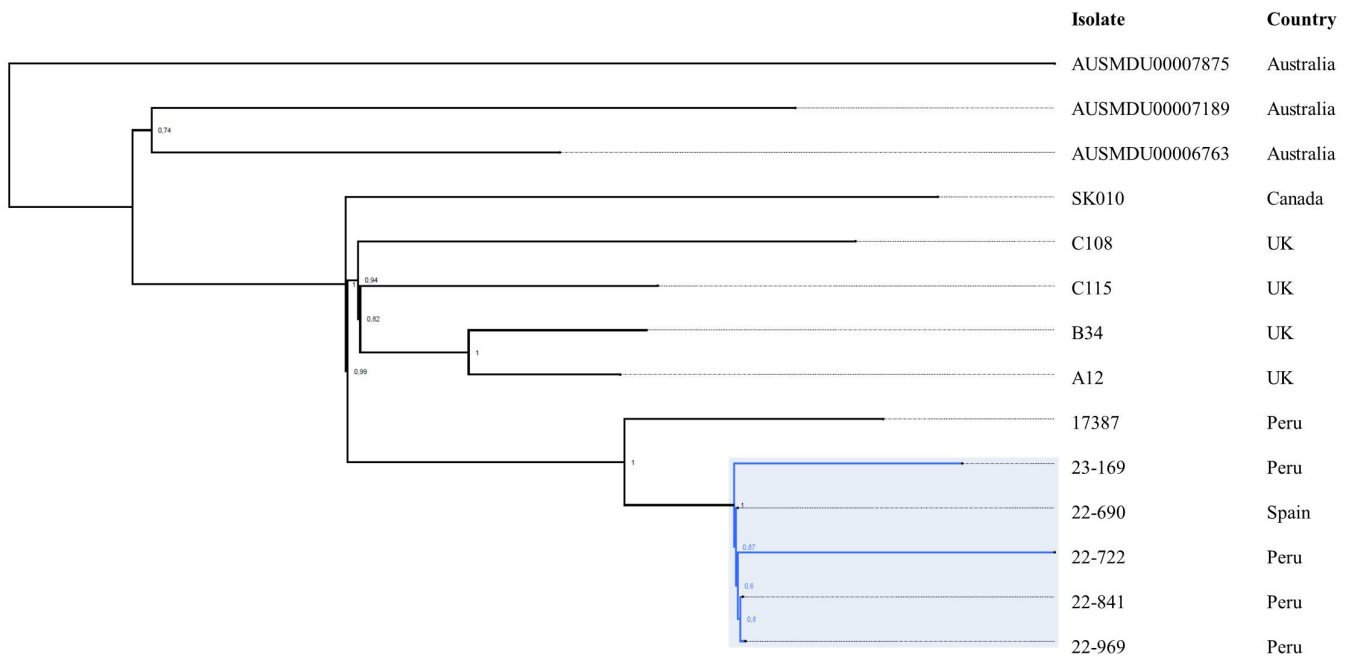 Isolate Country
AUSMDU00007875 Australia
AUSMDU00007189 Australia
0,74
AUSMDU00006763 Australia
SK010 Canada
C108 UK
0,94
1
C115 UK
0,82
B34 UK
1
0,99
A12 UK
17387 Peru
1
23-169 Peru
1
22-690 Spain
0,87
22-722 Peru
0,6
22-841 Peru
0,8
22-969 Peru